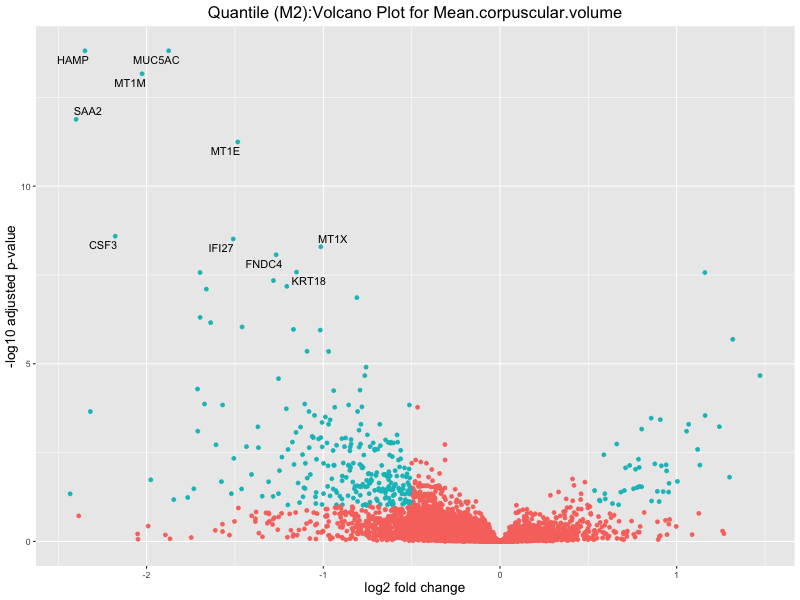 Quantile (M2):Volcano Plot for Mean.corpuscular.volume
HAMP
MUC5AC
MT1M
SAA2
MT1E
CSF3
IFI27
MT1X
FNDC4
KRT18
-log10 adjusted p-value
10
5
0
-2
-1
0
1
log2 fold change